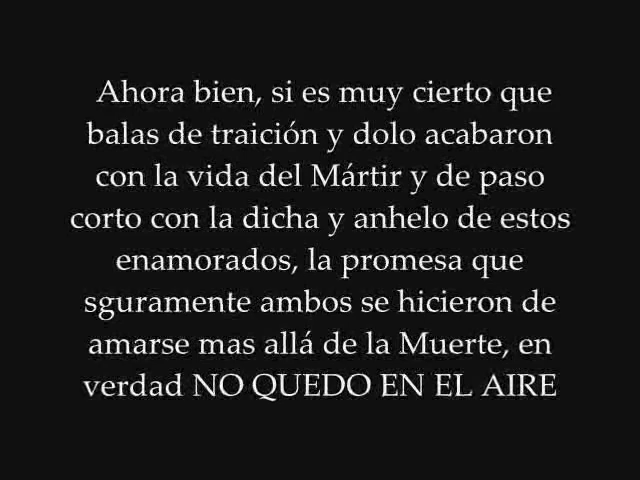 Ahora bien, si es muy cierto que
balas de traición y dolo acabaron
con la vida del Mártir y de paso
corto con la dicha y anhelo de estos
enamorados, la promesa que
sguramente ambos se hicieron de
amarse mas allá de la Muerte, en
verdad NO QUEDO EN EL AIRE